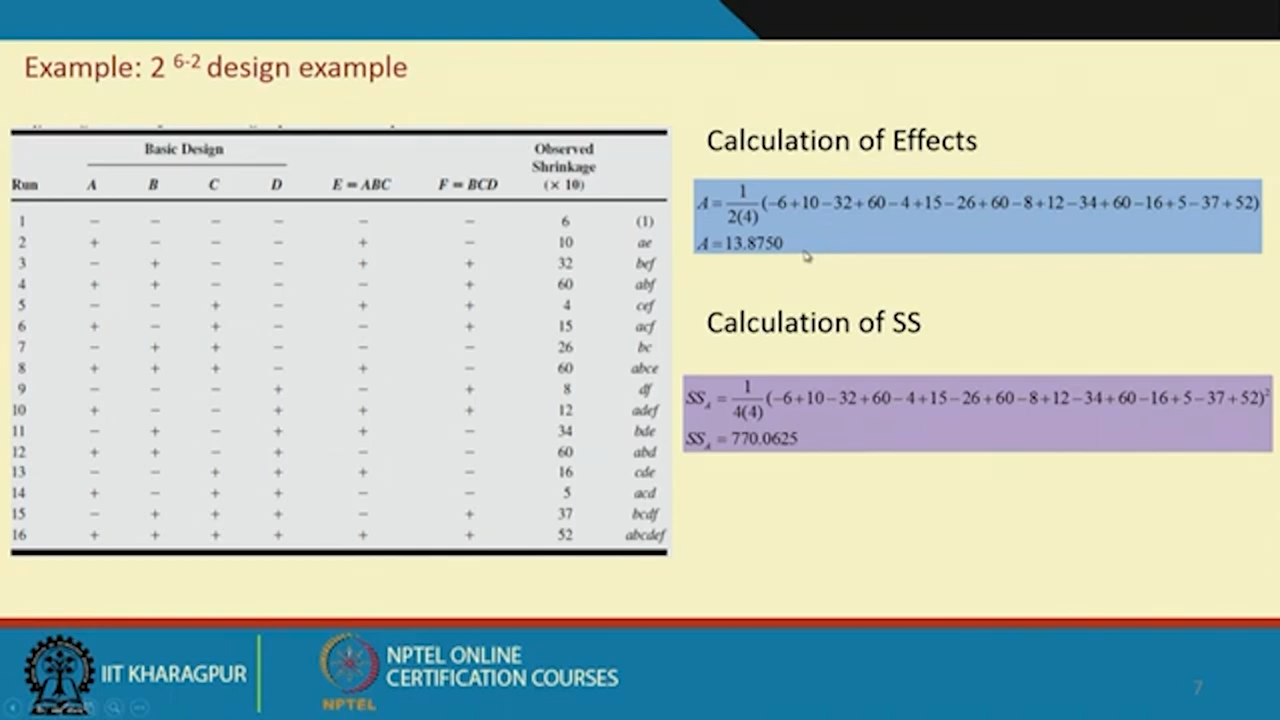 Example: 2 6-2 design example
Basic Design
Observed Shrinkage (× 10)
Run A B C D E = ABC F = BCD
1 − − − − − − 6 (1)
2 + − − − + − 10 ae
3 − + − − + + 32 bef
4 + + − − − + 60 abf
5 − − + − + + 4 cef
6 + − + − − + 15 acf
7 − + + − − − 26 bc
8 + + + − + − 60 abce
9 − − − + − + 8 df
10 + − − + + + 12 adef
11 − + − + + − 34 bde
12 + + − + − − 60 abd
13 − − + + + − 16 cde
14 + − + + − − 5 acd
15 − + + + − + 37 bcdf
16 + + + + + + 52 abcdef
Calculation of Effects
A = 1/2(4) (−6+10−32+60−4+15−26+60−8+12−34+60−16+5−37+52)
A = 13.8750
Calculation of SS
SS_A = 1/4(4) (−6+10−32+60−4+15−26+60−8+12−34+60−16+5−37+52)²
SS_A = 770.0625
IIT KHARAGPUR
NPTEL
NPTEL ONLINE
CERTIFICATION COURSES
7